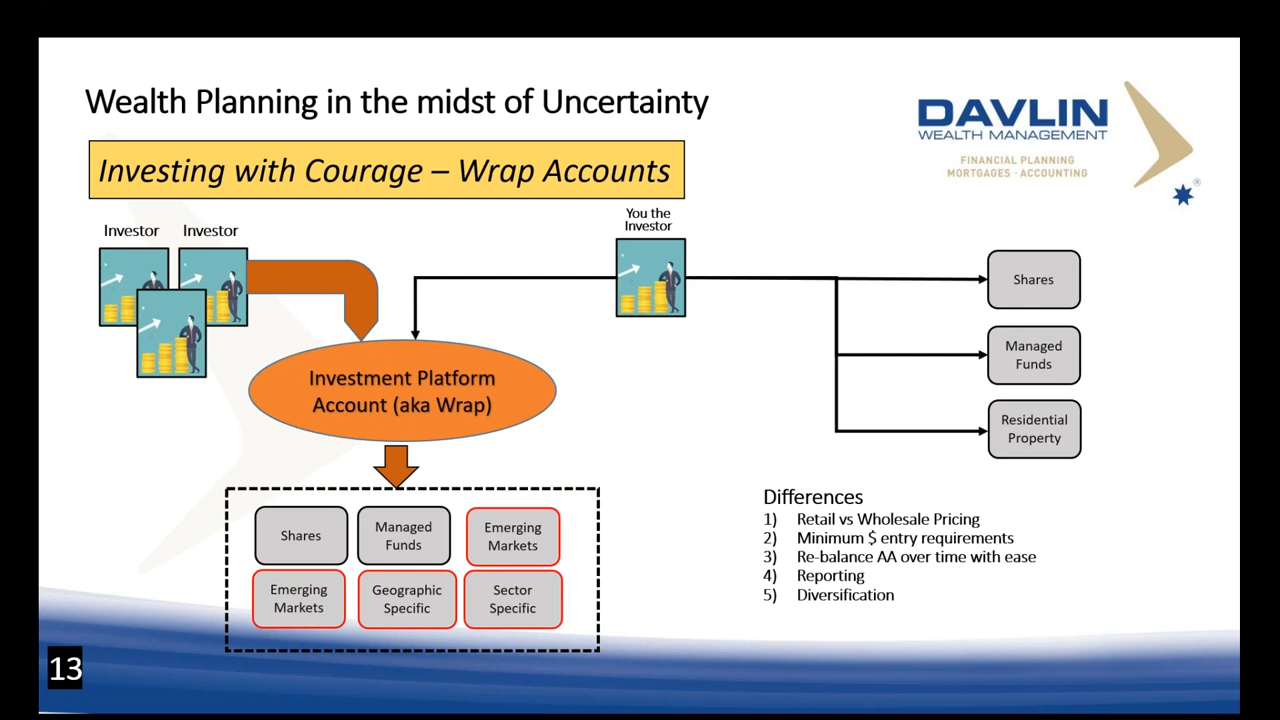 Wealth Planning in the midst of Uncertainty
DAVLIN
WEALTH MANAGEMENT
FINANCIAL PLANNING
MORTGAGES · ACCOUNTING
®
Investing with Courage – Wrap Accounts
Investor
Investor
You the
Investor
Shares
Managed
Funds
Residential
Property
Investment Platform
Account (aka Wrap)
Shares
Managed
Funds
Emerging
Markets
Emerging
Markets
Geographic
Specific
Sector
Specific
Differences
1) Retail vs Wholesale Pricing
2) Minimum $ entry requirements
3) Re-balance AA over time with ease
4) Reporting
5) Diversification
13